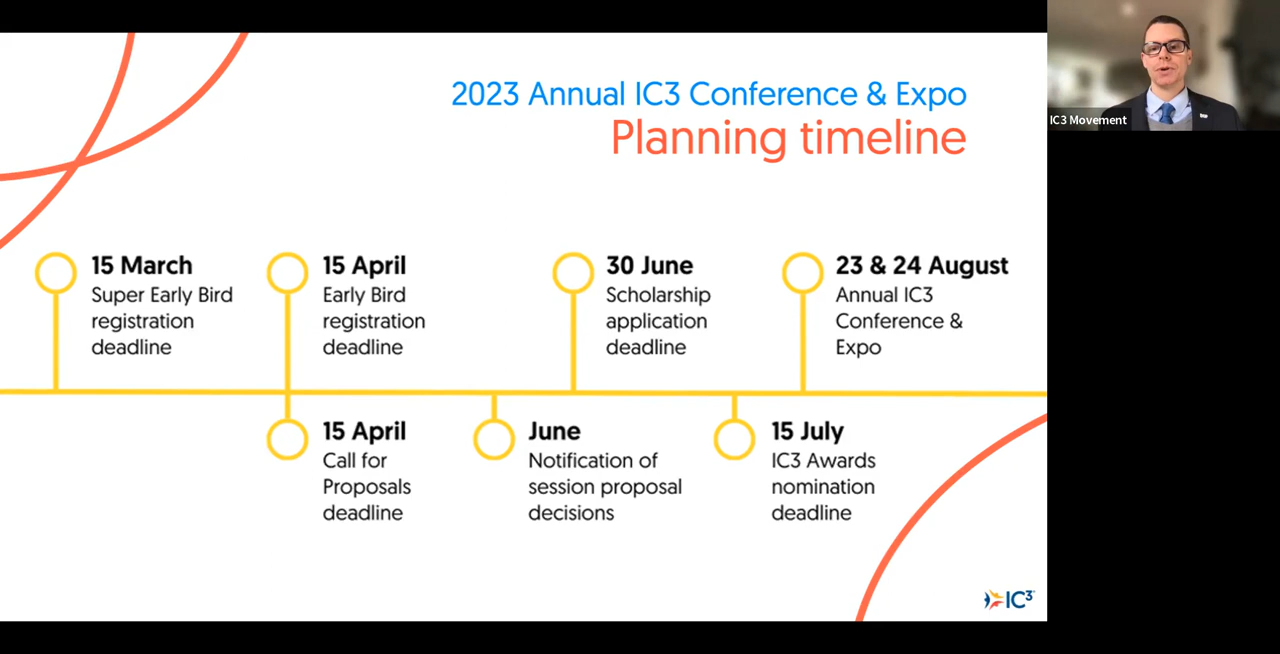 2023 Annual IC3 Conference & Expo
Planning timeline
IC3 Movement
15 March
Super Early Bird
registration
deadline
15 April
Early Bird
registration
deadline
30 June
Scholarship
application
deadline
23 & 24 August
Annual IC3
Conference &
Expo
15 April
Call for
Proposals
deadline
June
Notification of
session proposal
decisions
15 July
IC3 Awards
nomination
deadline
IC³